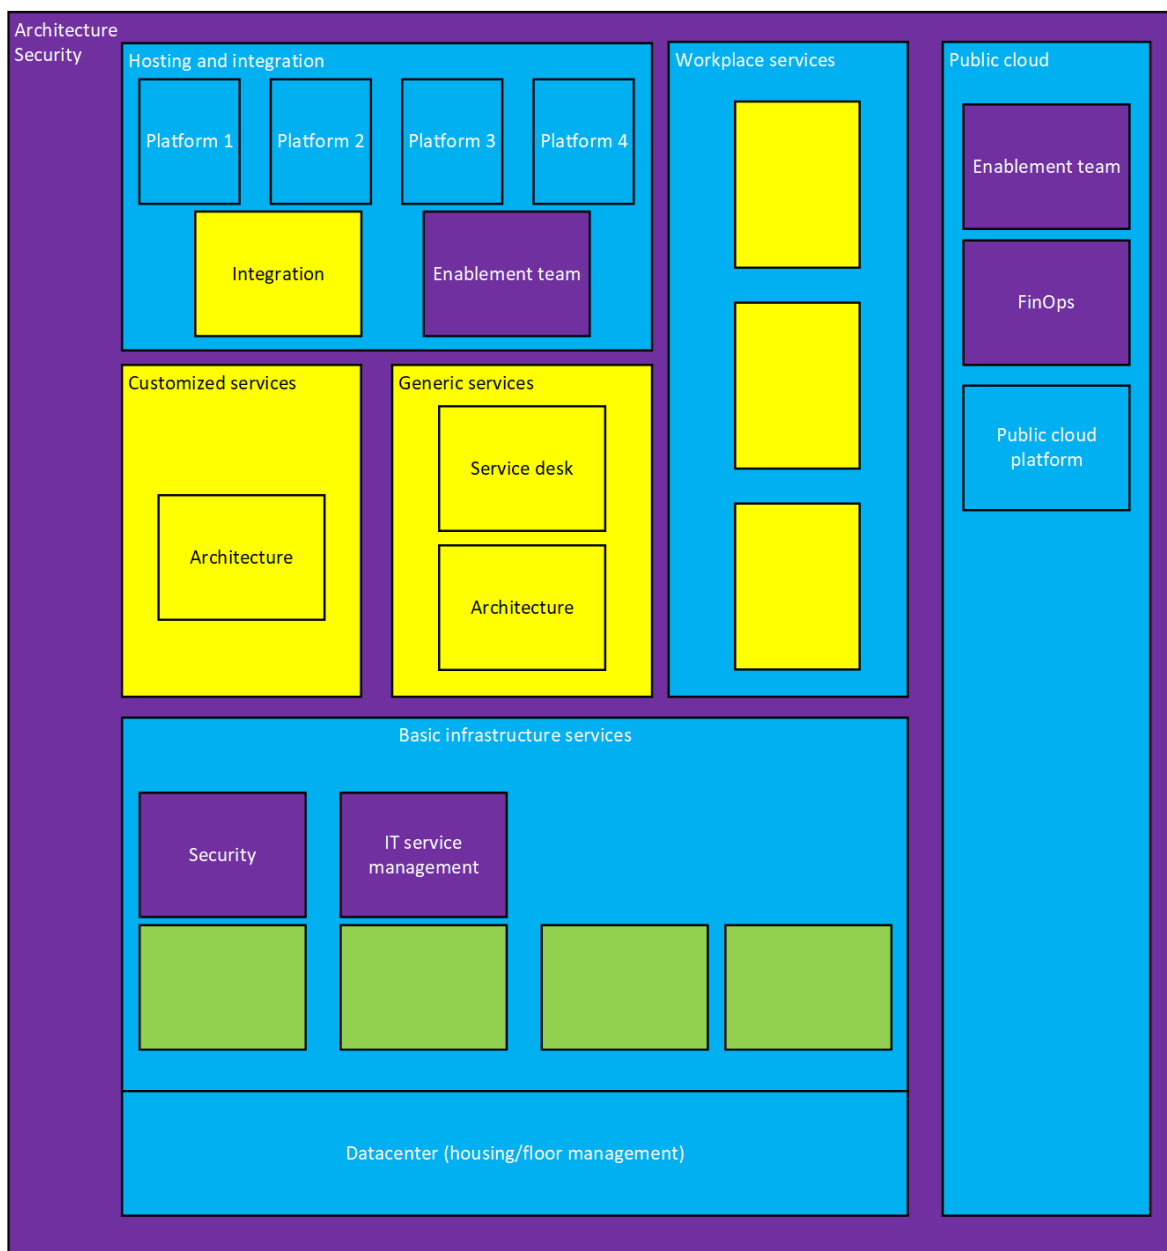 Architecture
Security
Hosting and integration
Platform 1
Platform 2
Platform 3
Platform 4
Integration
Enablement team
Workplace services
Public cloud
Enablement team
FinOps
Public cloud
platform
Customized services
Architecture
Generic services
Service desk
Architecture
Basic infrastructure services
Security
IT service
management
Datacenter (housing/floor management)